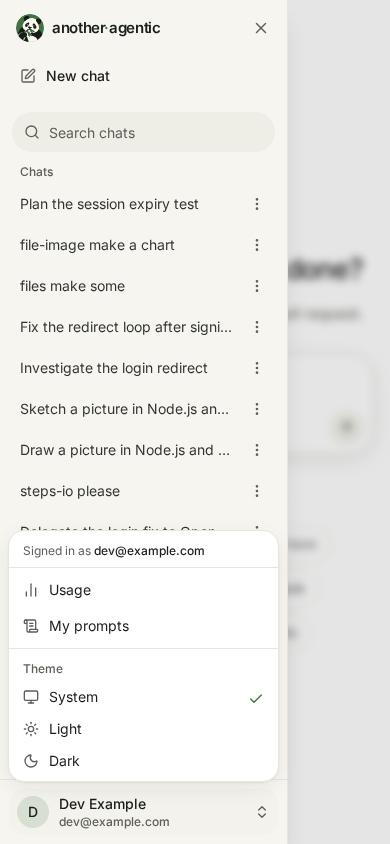 another·agentic
New chat
Search chats
Chats
Plan the session expiry test
file-image make a chart
files make some
Fix the redirect loop after signi...
Investigate the login redirect
Sketch a picture in Node.js an...
Draw a picture in Node.js and ...
steps-io please
done?
request.
Signed in as dev@example.com
Usage
My prompts
Theme
System
Light
Dark
D
Dev Example
dev@example.com